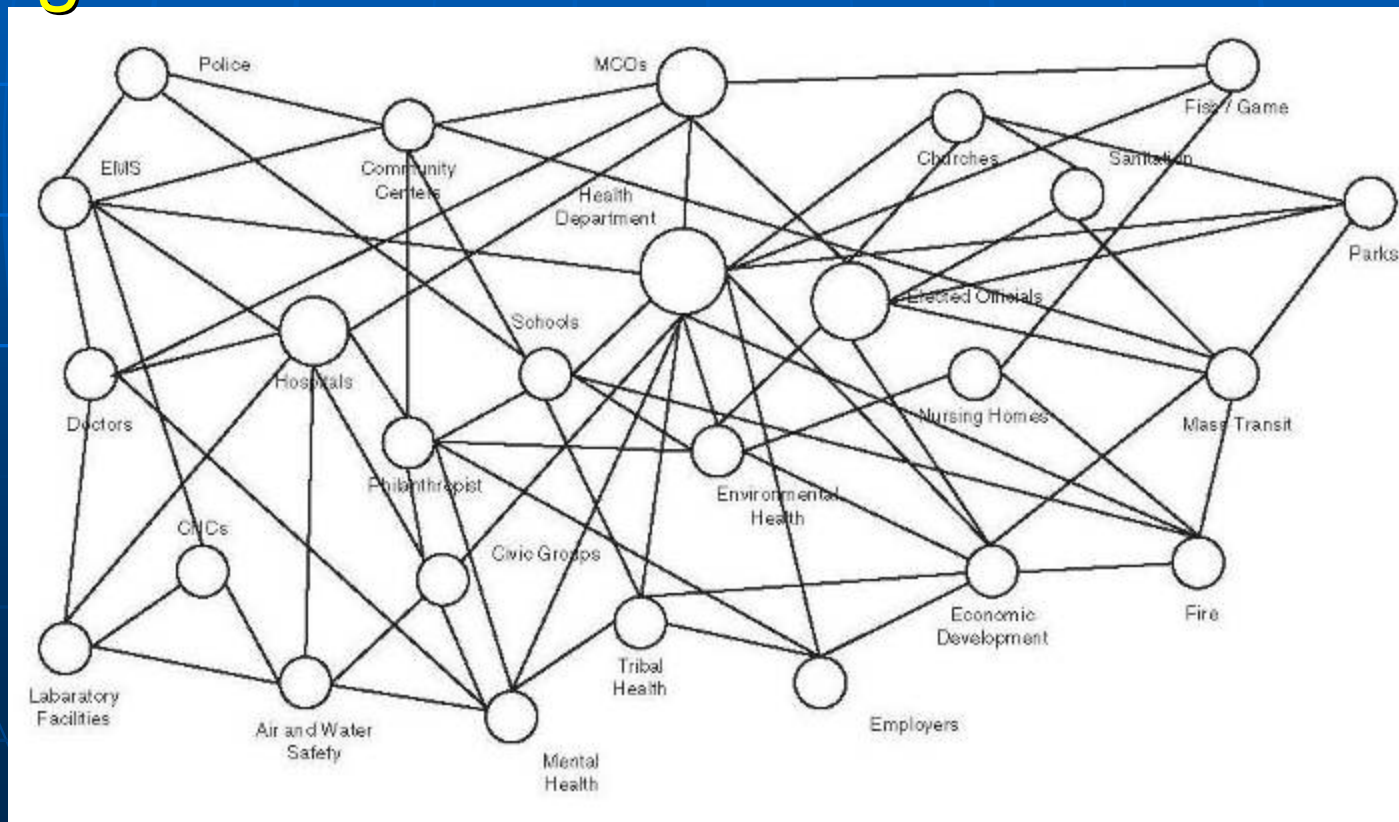 g
Police
MCOs
Fish / Game
Churches
Sanitation
EMS
Community
Centers
Health
Department
Parks
Elected Officials
Schools
Hospitals
Doctors
Nursing Homes
Mass Transit
Philanthropist
Environmental
Health
CHCs
Civic Groups
Economic
Development
Fire
Tribal
Health
Labaratory
Facilities
Air and Water
Safety
Employers
Mental
Health